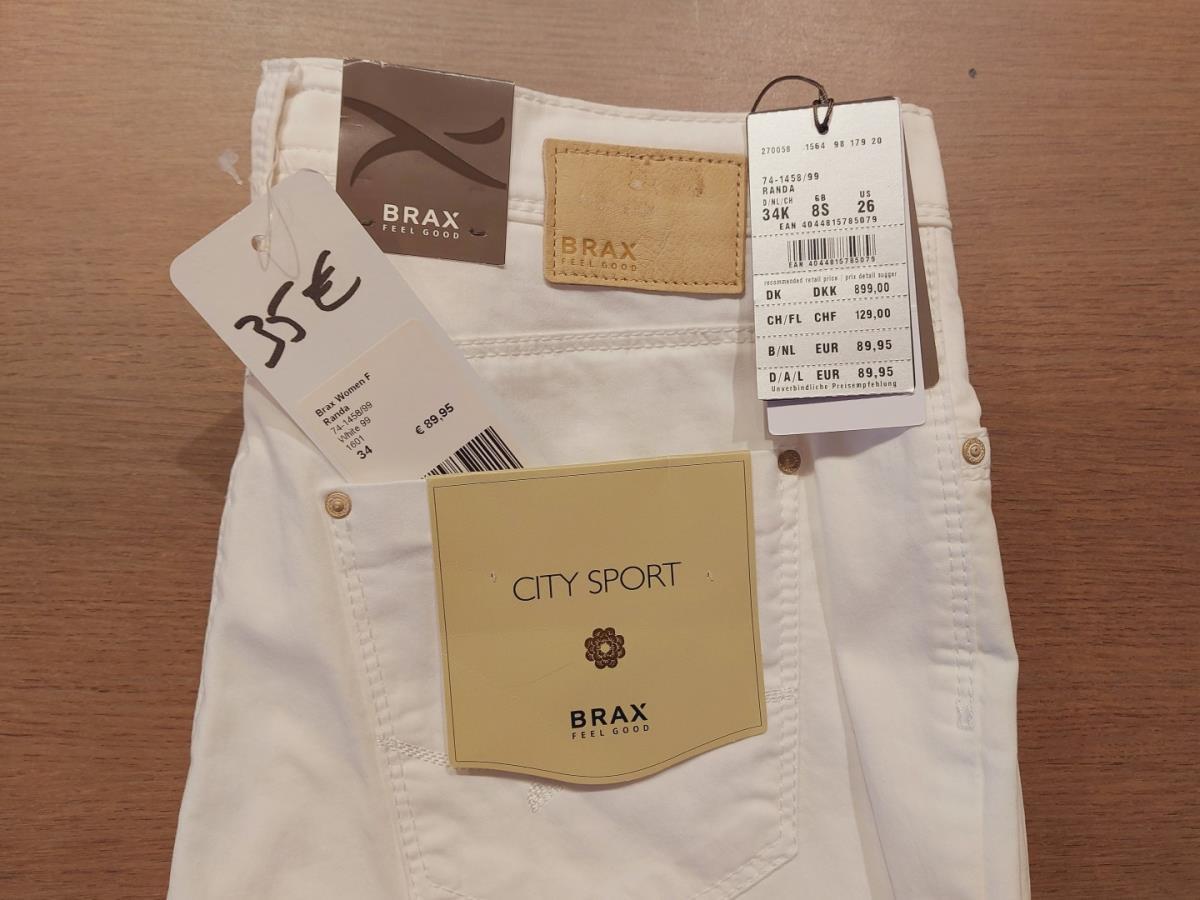 BRAX
FEEL GOOD
BRAX
FEEL GOOD
35€
Brax Women F
Randa
74-1458/99
White 99
1601
34
€ 89,95
270058 1564 98 179 20
74-1458/99
RANDA
D/NL/CH GB US
34K 8S 26
EAN 4044815785079
EAN 4044815785079
recommended retail price / prix detail sugger
DK DKK 899,00
CH/FL CHF 129,00
B/NL EUR 89,95
D/A/L EUR 89,95
Unverbindliche Preisempfehlung
CITY SPORT
BRAX
FEEL GOOD